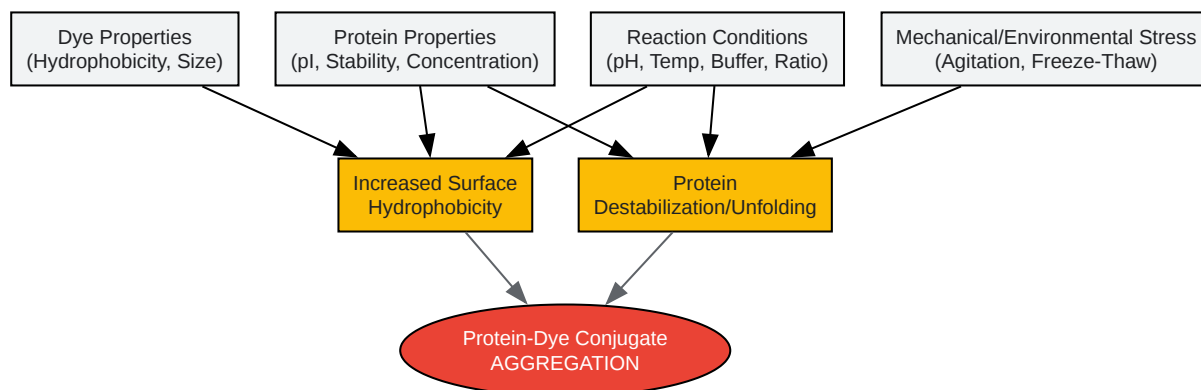 Dye Properties
(Hydrophobicity, Size)
Protein Properties
(pI, Stability, Concentration)
Reaction Conditions
(pH, Temp, Buffer, Ratio)
Mechanical/Environmental Stress
(Agitation, Freeze-Thaw)
Increased Surface
Hydrophobicity
Protein
Destabilization/Unfolding
Protein-Dye Conjugate
AGGREGATION